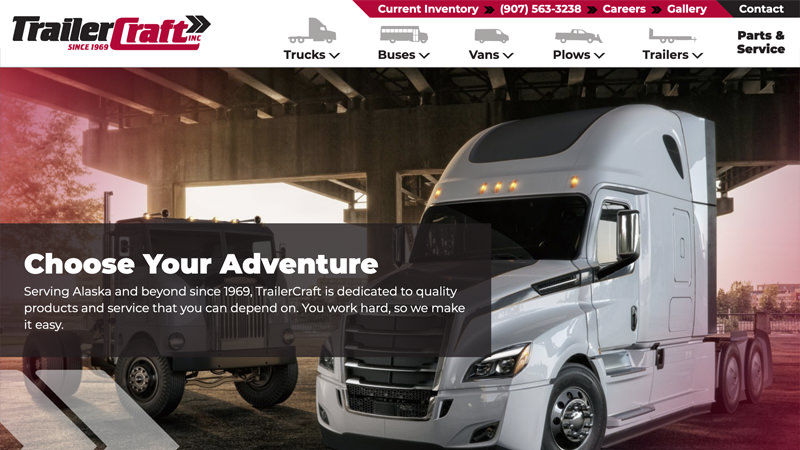 Current Inventory (907) 563-3238 Careers Gallery Contact
TrailerCraft INC
SINCE 1969
Trucks Buses Vans Plows Trailers Parts & Service
Choose Your Adventure
Serving Alaska and beyond since 1969, TrailerCraft is dedicated to quality
products and service that you can depend on. You work hard, so we make
it easy.